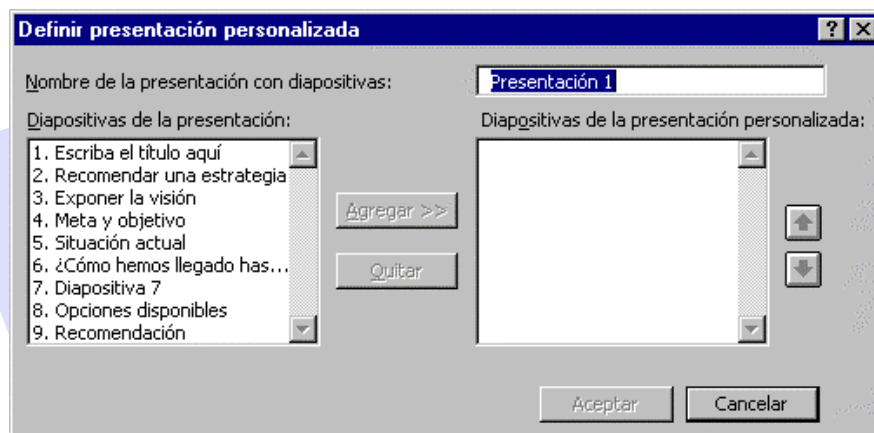 Definir presentación personalizada
Nombre de la presentación con diapositivas:
Presentación 1
Diapositivas de la presentación:
1. Escriba el título aquí
2. Recomendar una estrategia
3. Exponer la visión
4. Meta y objetivo
5. Situación actual
6. ¿Cómo hemos llegado has...
7. Diapositiva 7
8. Opciones disponibles
9. Recomendación
Agregar >>
Quitar
Diapositivas de la presentación personalizada:
Aceptar
Cancelar